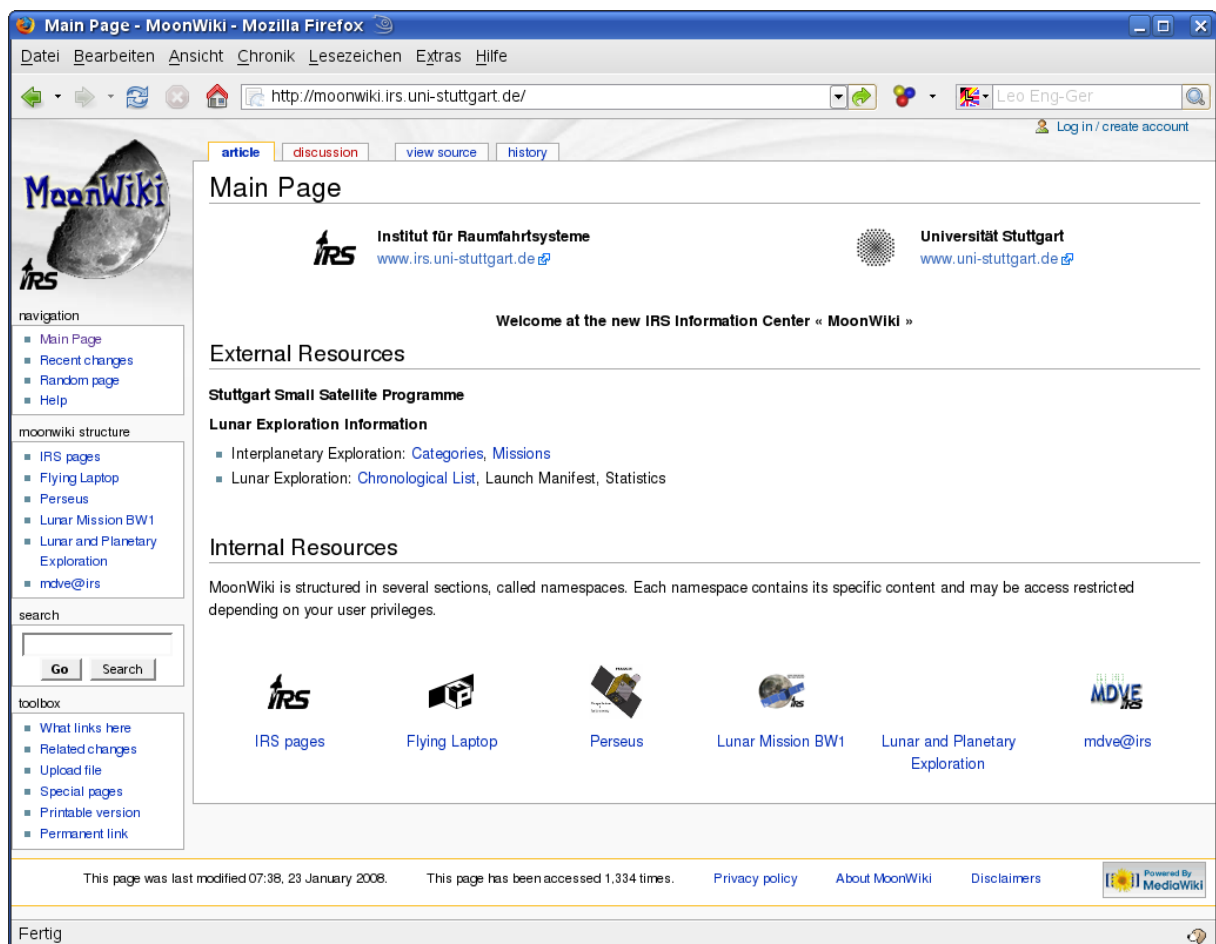 Main Page - MoonWiki - Mozilla Firefox
Datei Bearbeiten Ansicht Chronik Lesezeichen Extras Hilfe
http://moonwiki.irs.uni-stuttgart.de/
Leo Eng-Ger
Log in / create account
MoonWiki
IRS
article discussion view source history
Main Page
IRS
Institut für Raumfahrtsysteme
www.irs.uni-stuttgart.de
Universität Stuttgart
www.uni-stuttgart.de
Welcome at the new IRS Information Center « MoonWiki »
External Resources
Stuttgart Small Satellite Programme
Lunar Exploration Information
Interplanetary Exploration: Categories, Missions
Lunar Exploration: Chronological List, Launch Manifest, Statistics
Internal Resources
MoonWiki is structured in several sections, called namespaces. Each namespace contains its specific content and may be access restricted
depending on your user privileges.
IRS
MDVE
IRS
IRS pages
Flying Laptop
Perseus
Lunar Mission BW1
Lunar and Planetary
Exploration
mdve@irs
navigation
Main Page
Recent changes
Random page
Help
moonwiki structure
IRS pages
Flying Laptop
Perseus
Lunar Mission BW1
Lunar and Planetary
Exploration
mdve@irs
search
Go Search
toolbox
What links here
Related changes
Upload file
Special pages
Printable version
Permanent link
This page was last modified 07:38, 23 January 2008. This page has been accessed 1,334 times. Privacy policy About MoonWiki Disclaimers
Powered By
MediaWiki
Fertig